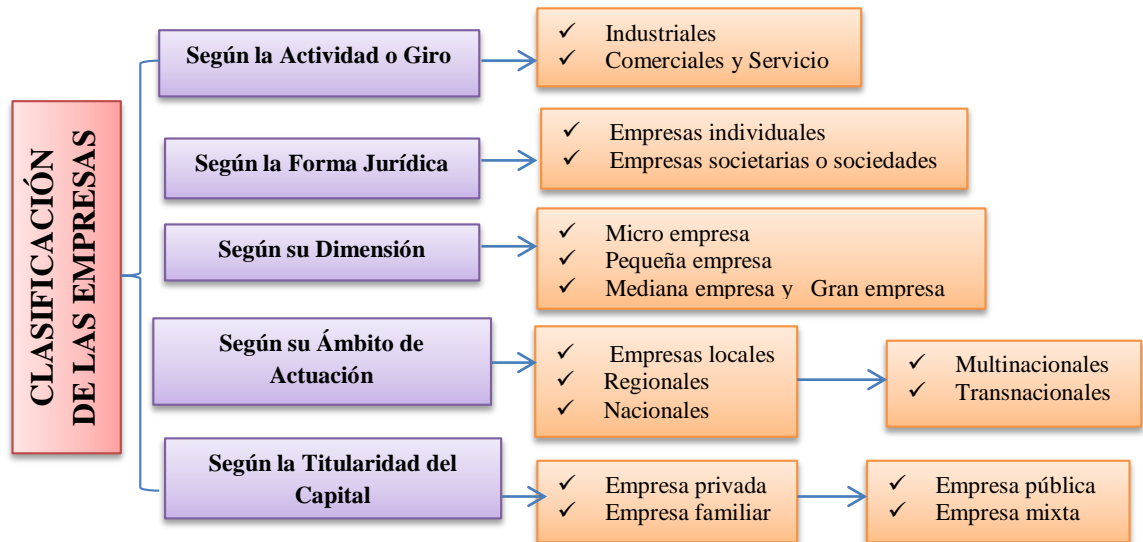 CLASIFICACIÓN
DE LAS EMPRESAS
Según la Actividad o Giro
✓ Industriales
✓ Comerciales y Servicio
Según la Forma Jurídica
✓ Empresas individuales
✓ Empresas societarias o sociedades
Según su Dimensión
✓ Micro empresa
✓ Pequeña empresa
✓ Mediana empresa y Gran empresa
Según su Ámbito de
Actuación
✓ Empresas locales
✓ Regionales
✓ Nacionales
✓ Multinacionales
✓ Transnacionales
Según la Titularidad del
Capital
✓ Empresa privada
✓ Empresa familiar
✓ Empresa pública
✓ Empresa mixta